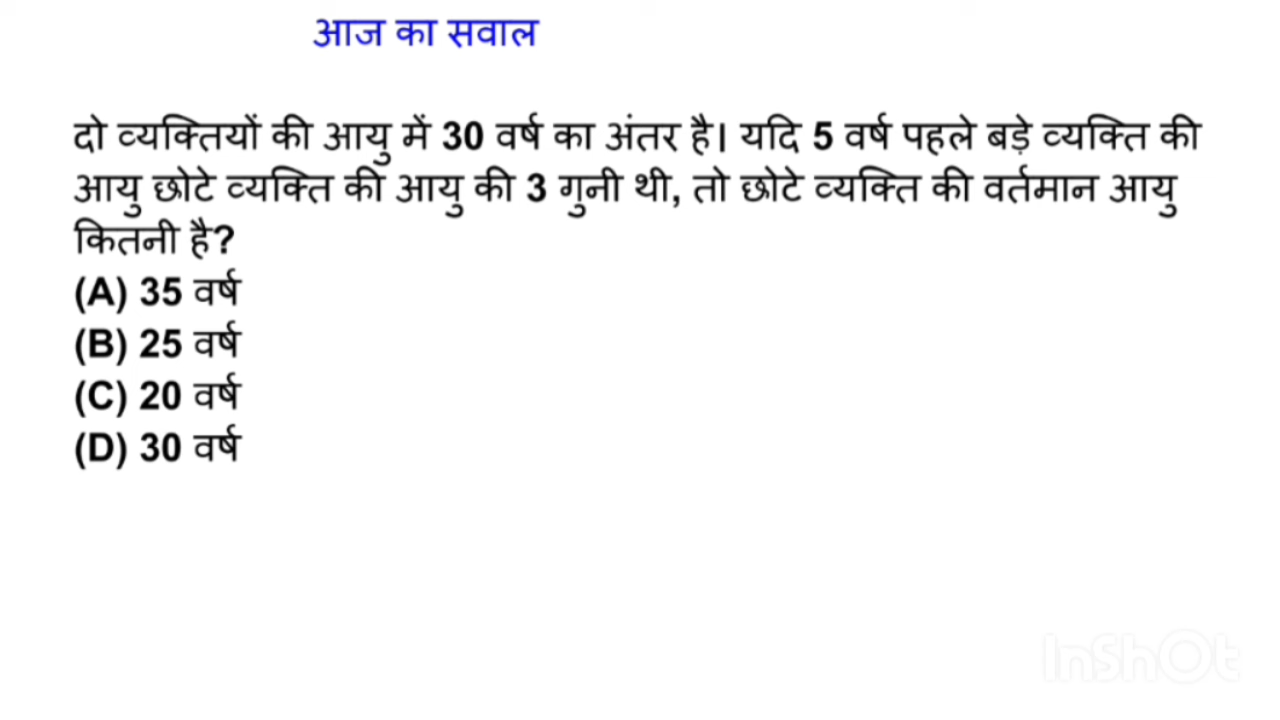 आज का सवाल
दो व्यक्तियों की आयु में 30 वर्ष का अंतर है। यदि 5 वर्ष पहले बड़े व्यक्ति की
आयु छोटे व्यक्ति की आयु की 3 गुनी थी, तो छोटे व्यक्ति की वर्तमान आयु
कितनी है?
(A) 35 वर्ष
(B) 25 वर्ष
(C) 20 वर्ष
(D) 30 वर्ष
InShOt